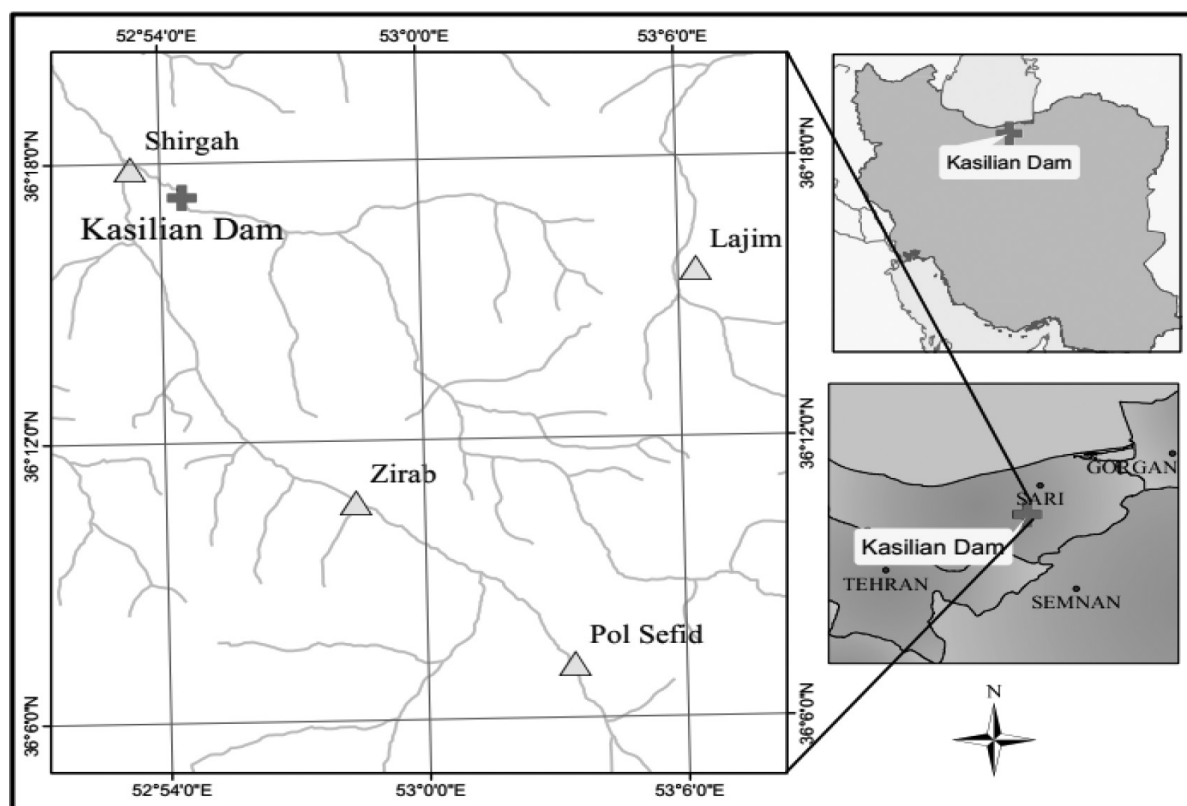 52°54'0"E
53°0'0"E
53°6'0"E
36°18'0"N
36°18'0"N
Shirgah
Kasilian Dam
Lajim
36°12'0"N
36°12'0"N
Zirab
Pol Sefid
36°6'0"N
36°6'0"N
52°54'0"E
53°0'0"E
53°6'0"E
Kasilian Dam
GORGAN
SARI
Kasilian Dam
TEHRAN
SEMNAN
N